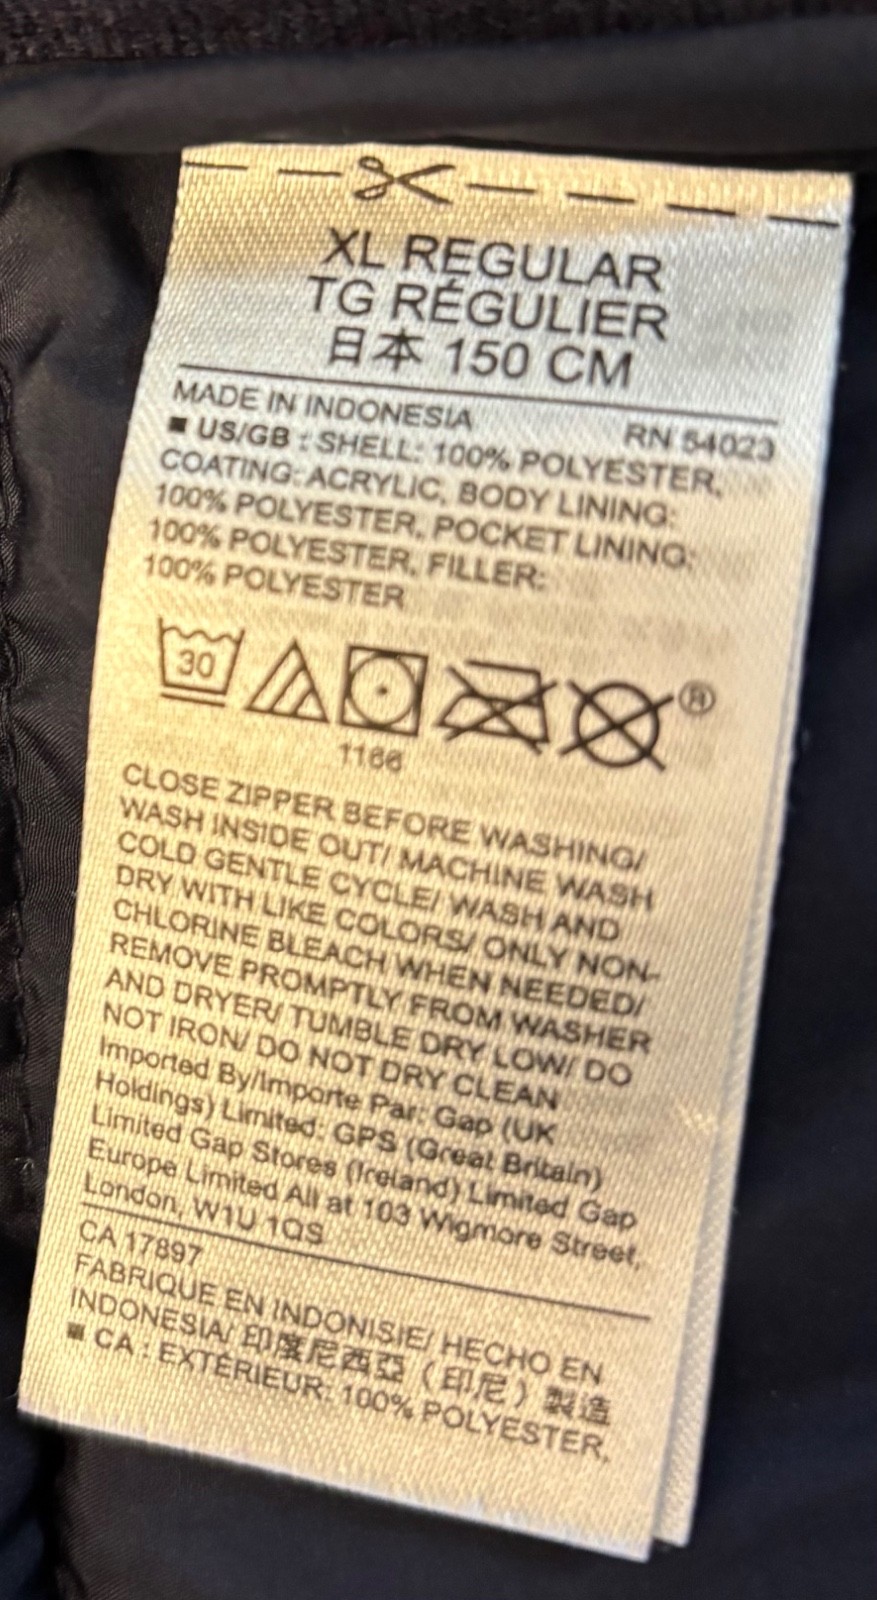 XL REGULAR
TG RÉGULIER
日本 150 CM
MADE IN INDONESIA RN 54023
■ US/GB : SHELL: 100% POLYESTER,
COATING: ACRYLIC, BODY LINING:
100% POLYESTER, POCKET LINING:
100% POLYESTER, FILLER:
100% POLYESTER
30
®
1166
CLOSE ZIPPER BEFORE WASHING/
WASH INSIDE OUT/ MACHINE WASH
COLD GENTLE CYCLE/ WASH AND
DRY WITH LIKE COLORS/ ONLY NON-
CHLORINE BLEACH WHEN NEEDED/
REMOVE PROMPTLY FROM WASHER
AND DRYER/ TUMBLE DRY LOW/ DO
NOT IRON/ DO NOT DRY CLEAN
Imported By/Importe Par: Gap (UK
Holdings) Limited: GPS (Great Britain)
Limited Gap Stores (Ireland) Limited Gap
Europe Limited All at 103 Wigmore Street,
London, W1U 1QS
CA 17897
FABRIQUE EN INDONISIE/ HECHO EN
INDONESIA/ 印度尼西亞 (印尼) 製造
■ CA : EXTÉRIEUR: 100% POLYESTER,